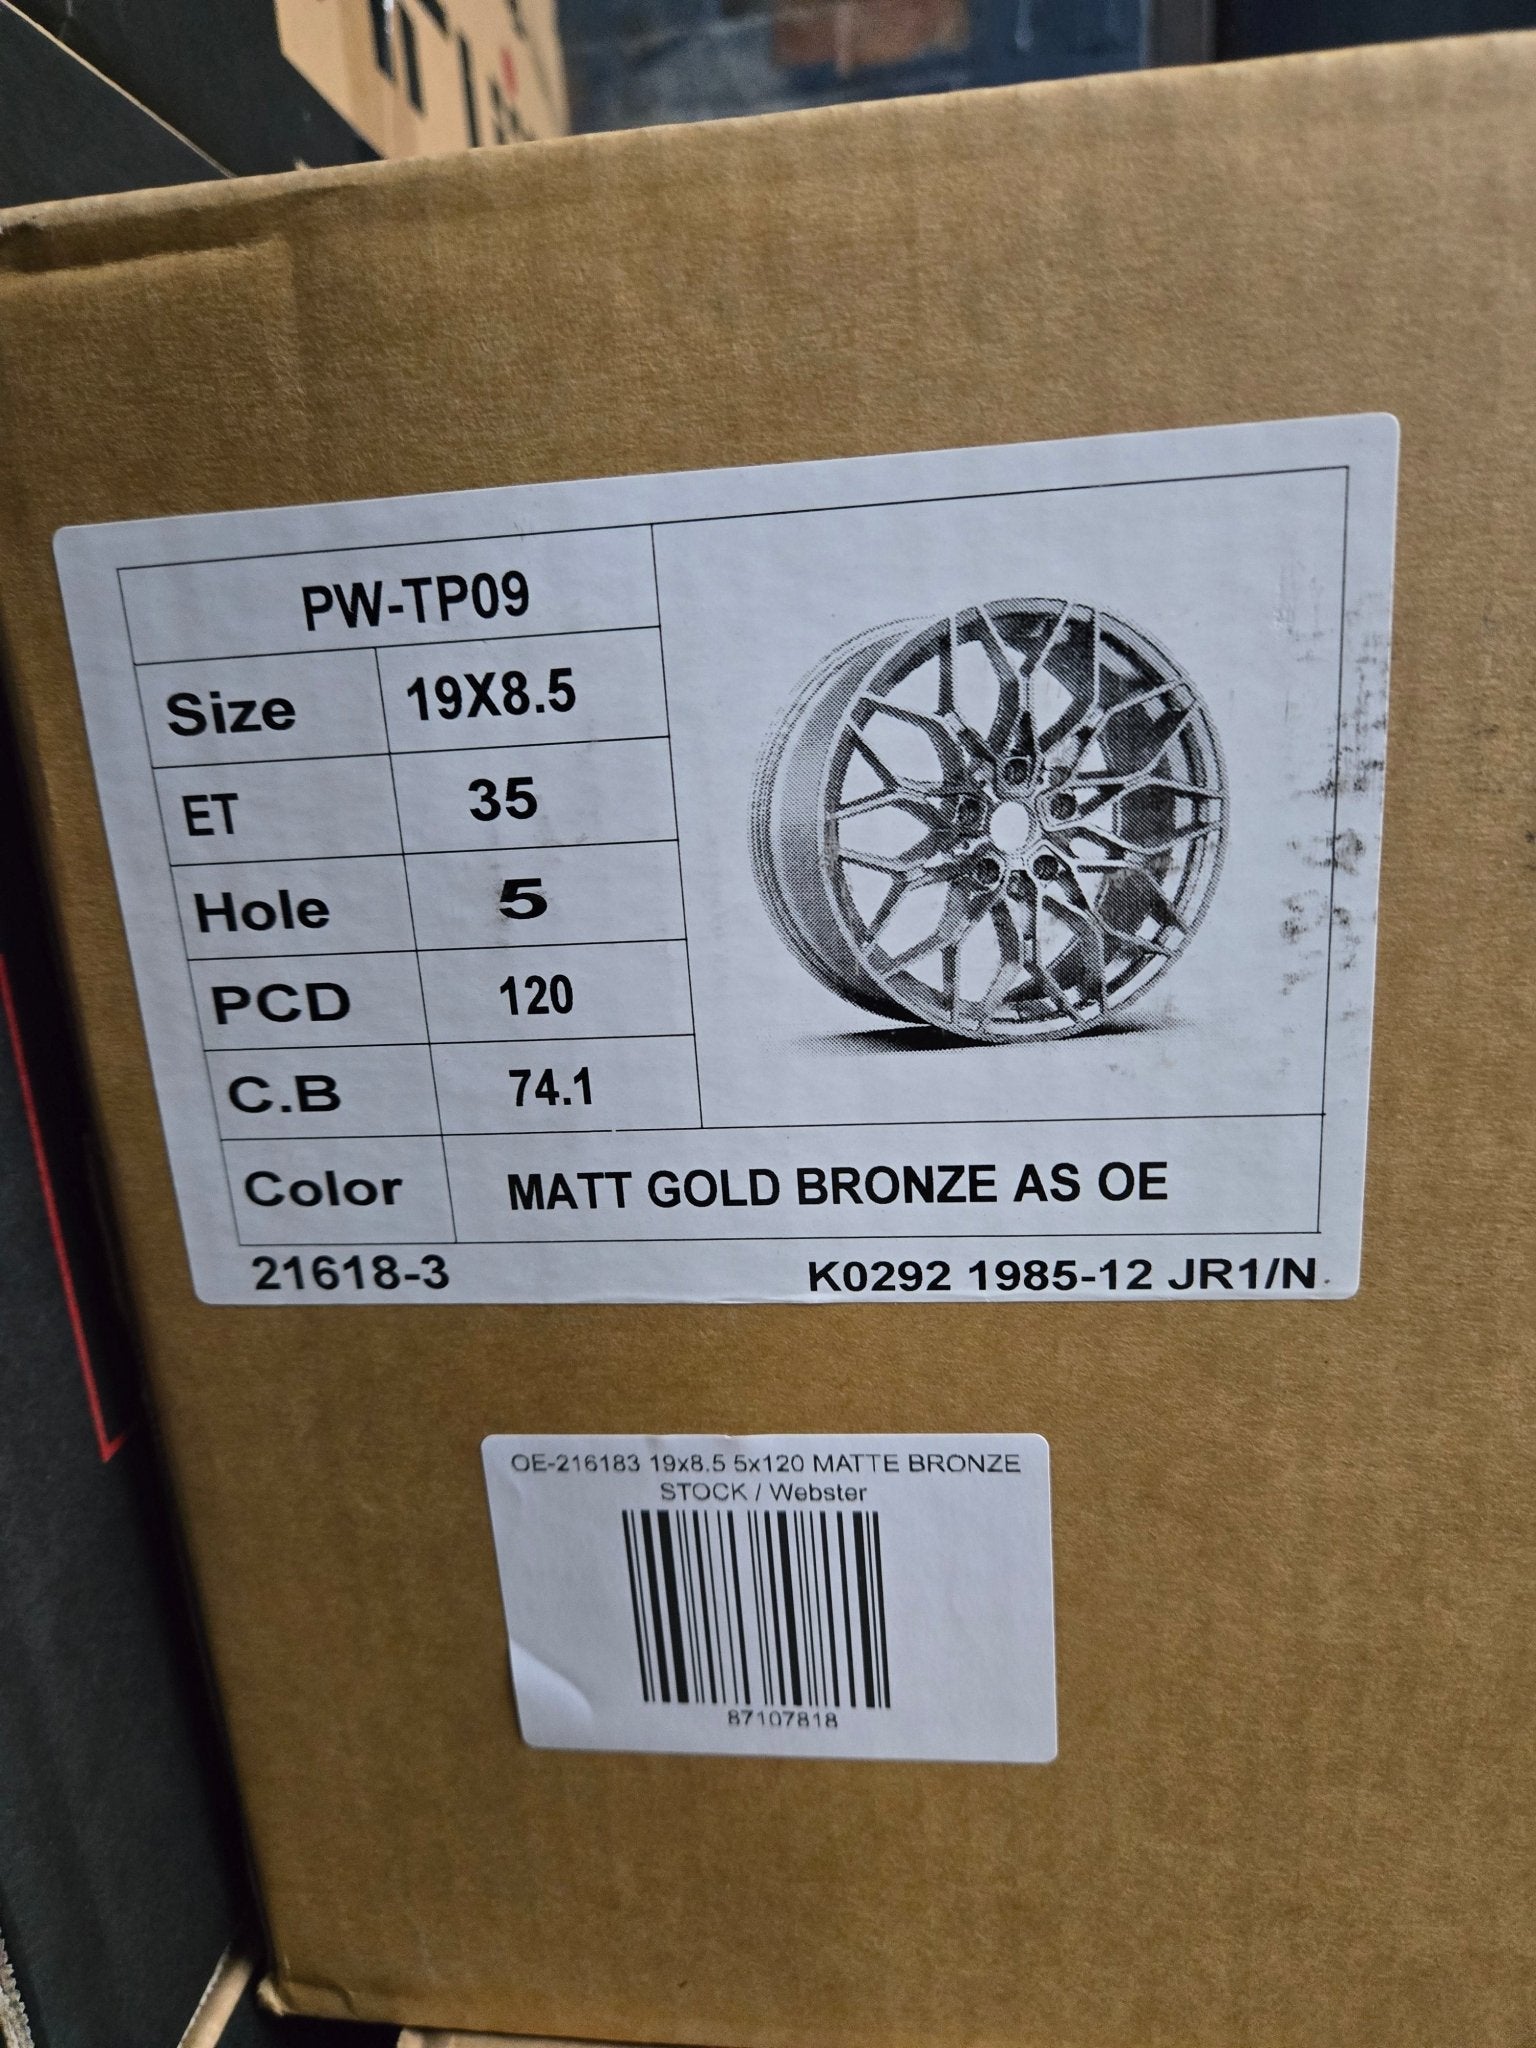 PW-TP09
Size 19X8.5
ET 35
Hole 5
PCD 120
C.B 74.1
Color MATT GOLD BRONZE AS OE
21618-3 K0292 1985-12 JR1/N
OE-216183 19x8.5 5x120 MATTE BRONZE
STOCK / Webster
87107818